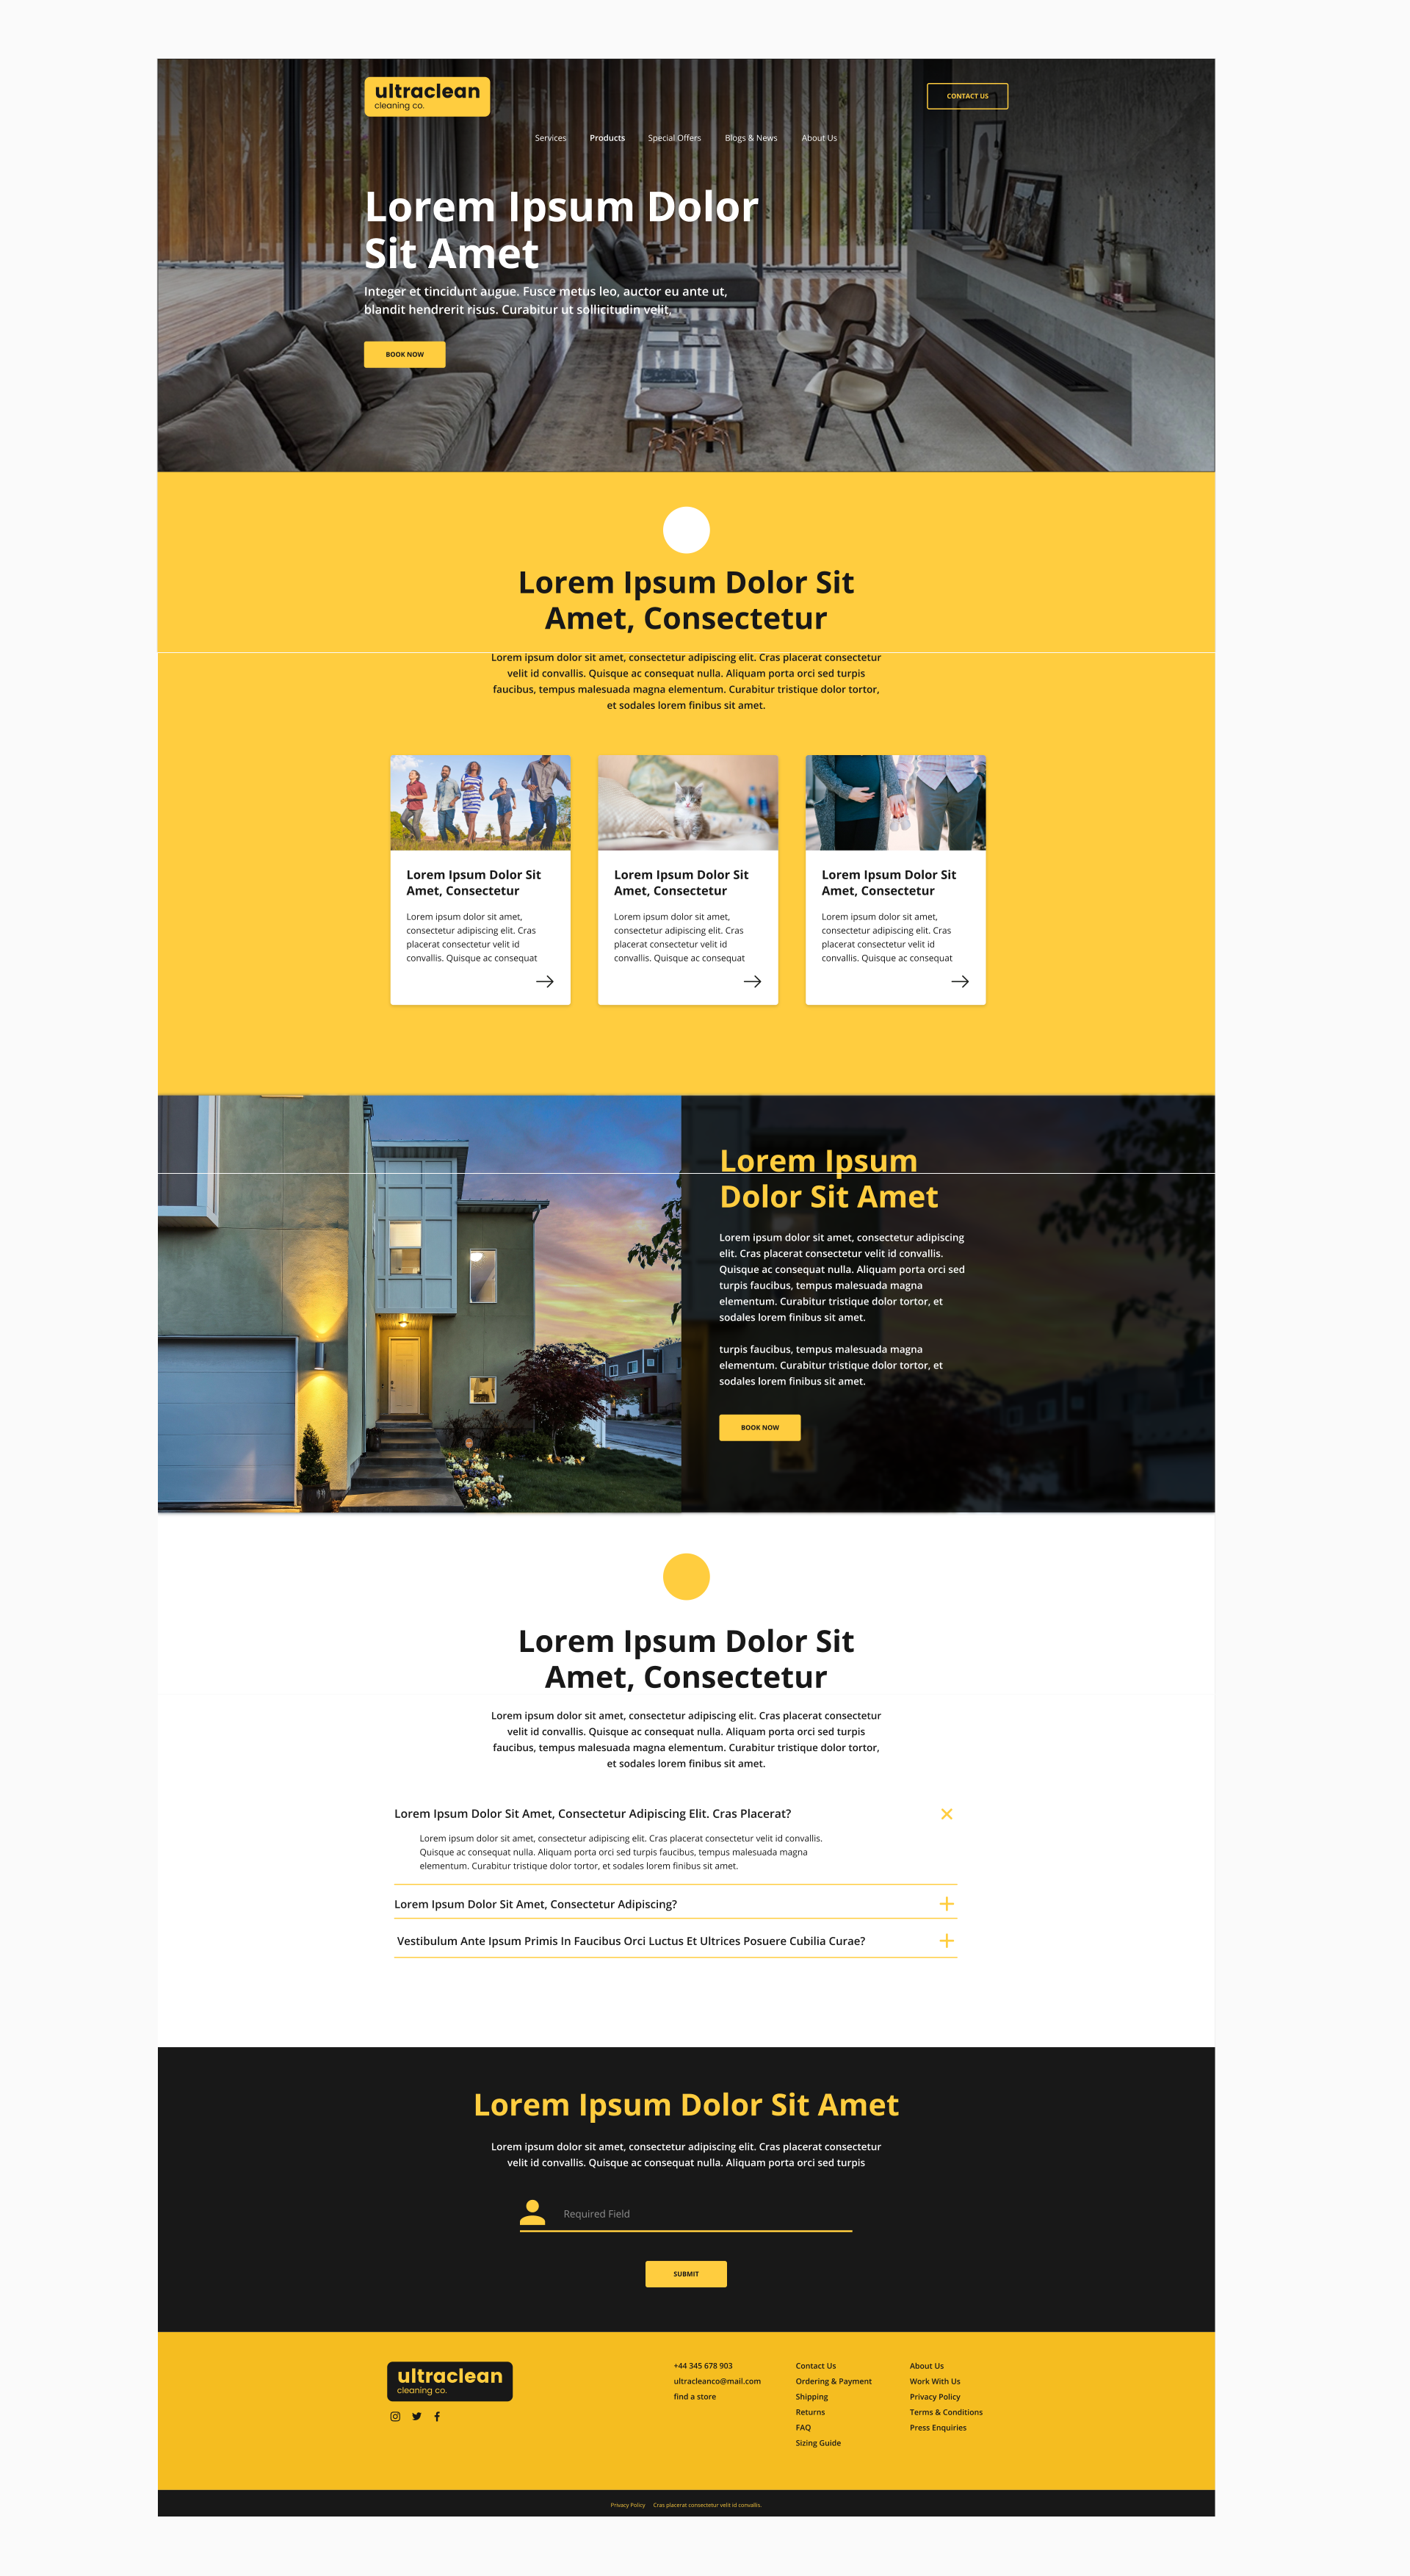 ultraclean
cleaning co.
CONTACT US
Services Products Special Offers Blogs & News About Us
Lorem Ipsum Dolor
Sit Amet
Integer et tincidunt augue. Fusce metus leo, auctor eu ante ut,
blandit hendrerit risus. Curabitur ut sollicitudin velit.
BOOK NOW
Lorem Ipsum Dolor Sit
Amet, Consectetur
Lorem ipsum dolor sit amet, consectetur adipiscing elit. Cras placerat consectetur
velit id convallis. Quisque ac consequat nulla. Aliquam porta orci sed turpis
faucibus, tempus malesuada magna elementum. Curabitur tristique dolor tortor,
et sodales lorem finibus sit amet.
Lorem Ipsum Dolor Sit
Amet, Consectetur
Lorem ipsum dolor sit amet,
consectetur adipiscing elit. Cras
placerat consectetur velit id
convallis. Quisque ac consequat
Lorem Ipsum Dolor Sit
Amet, Consectetur
Lorem ipsum dolor sit amet,
consectetur adipiscing elit. Cras
placerat consectetur velit id
convallis. Quisque ac consequat
Lorem Ipsum Dolor Sit
Amet, Consectetur
Lorem ipsum dolor sit amet,
consectetur adipiscing elit. Cras
placerat consectetur velit id
convallis. Quisque ac consequat
Lorem Ipsum
Dolor Sit Amet
Lorem ipsum dolor sit amet, consectetur adipiscing
elit. Cras placerat consectetur velit id convallis.
Quisque ac consequat nulla. Aliquam porta orci sed
turpis faucibus, tempus malesuada magna
elementum. Curabitur tristique dolor tortor, et
sodales lorem finibus sit amet.
turpis faucibus, tempus malesuada magna
elementum. Curabitur tristique dolor tortor, et
sodales lorem finibus sit amet.
BOOK NOW
Lorem Ipsum Dolor Sit
Amet, Consectetur
Lorem ipsum dolor sit amet, consectetur adipiscing elit. Cras placerat consectetur
velit id convallis. Quisque ac consequat nulla. Aliquam porta orci sed turpis
faucibus, tempus malesuada magna elementum. Curabitur tristique dolor tortor,
et sodales lorem finibus sit amet.
Lorem Ipsum Dolor Sit Amet, Consectetur Adipiscing Elit. Cras Placerat?
Lorem ipsum dolor sit amet, consectetur adipiscing elit. Cras placerat consectetur velit id convallis.
Quisque ac consequat nulla. Aliquam porta orci sed turpis faucibus, tempus malesuada magna
elementum. Curabitur tristique dolor tortor, et sodales lorem finibus sit amet.
Lorem Ipsum Dolor Sit Amet, Consectetur Adipiscing?
Vestibulum Ante Ipsum Primis In Faucibus Orci Luctus Et Ultrices Posuere Cubilia Curae?
Lorem Ipsum Dolor Sit Amet
Lorem ipsum dolor sit amet, consectetur adipiscing elit. Cras placerat consectetur
velit id convallis. Quisque ac consequat nulla. Aliquam porta orci sed turpis
Required Field
SUBMIT
ultraclean
cleaning co.
+44 345 678 903
ultracleanco@mail.com
find a store
Contact Us
Ordering & Payment
Shipping
Returns
FAQ
Sizing Guide
About Us
Work With Us
Privacy Policy
Terms & Conditions
Press Enquiries
Privacy Policy Cras placerat consectetur velit id convallis.